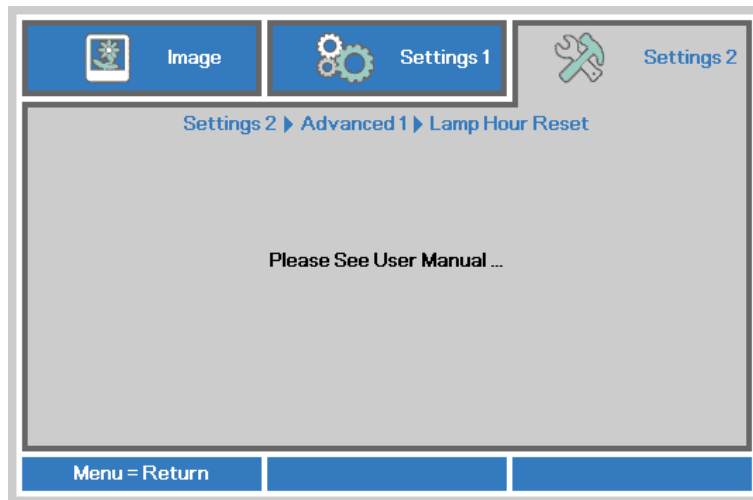 Image
Settings 1
Settings 2
Settings 2 ▶ Advanced 1 ▶ Lamp Hour Reset
Please See User Manual ...
Menu = Return